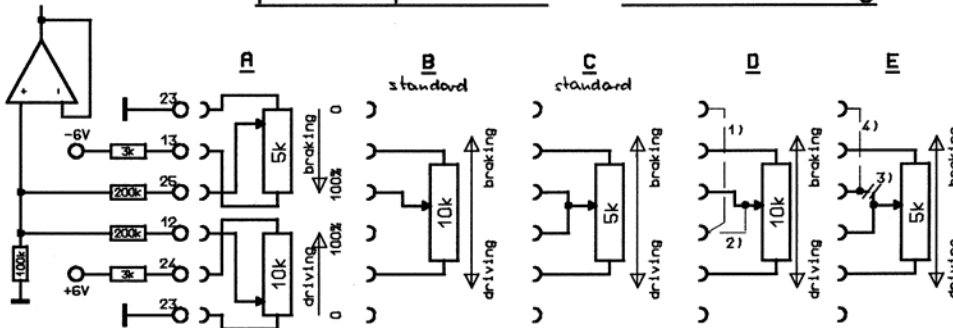 A B C D E
standard standard
+ -
23 0
-6V 3k 13 5k braking 10k braking 5k braking 1) 10k braking 4) 5k braking
200k 25 100% 3)
200k 12 100% 2)
100k 3k 24 10k driving driving driving driving driving
+6V
23 0